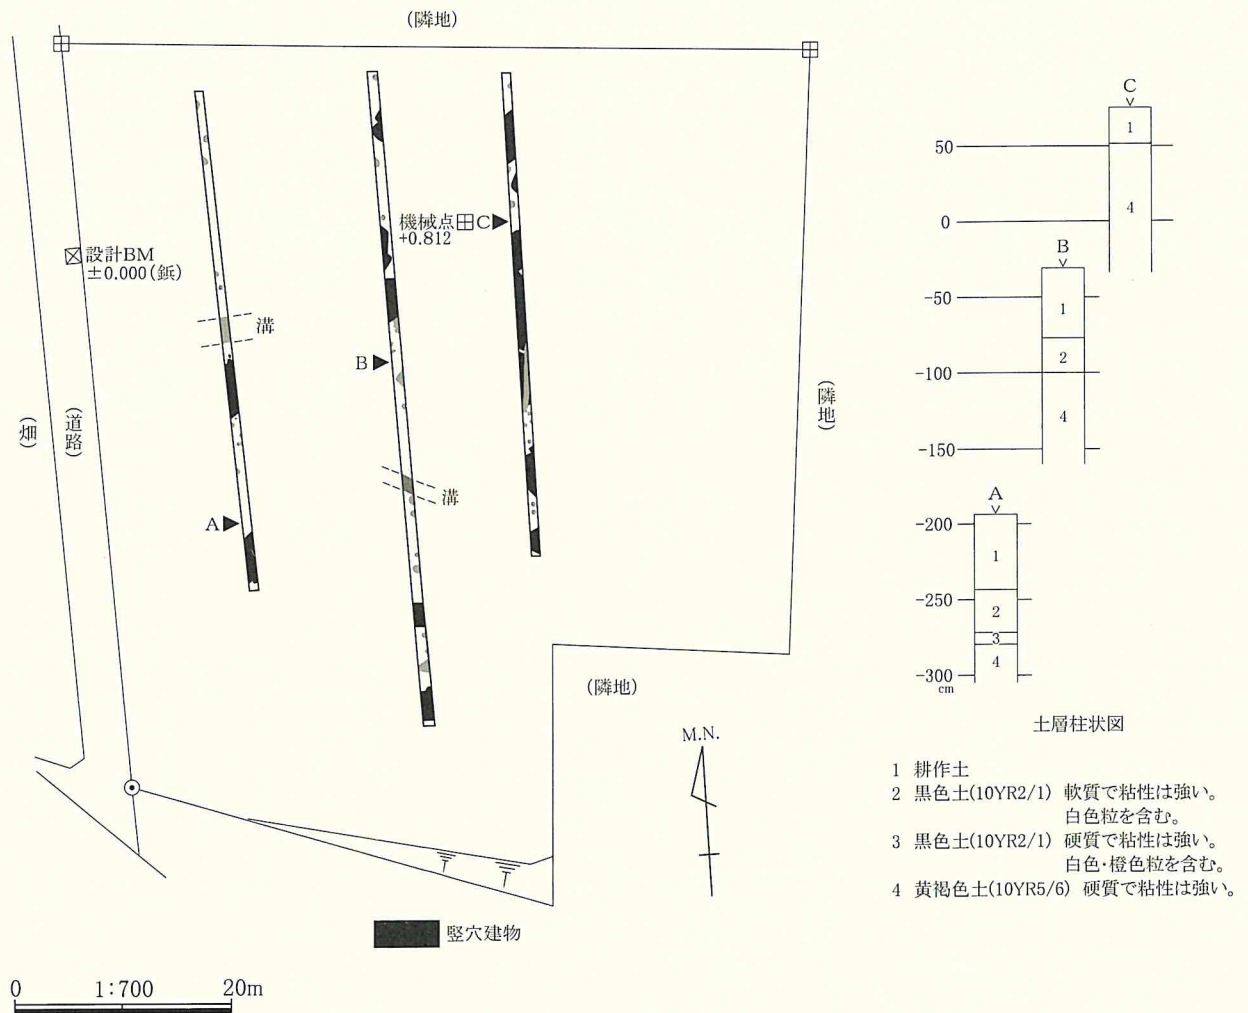 (隣地)
設計BM
±0.000(鋲)
機械点 C
+0.812
溝
B
溝
A
(畑)
(道路)
(隣地)
(隣地)
M.N.
竪穴建物
0 1:700 20m
C
1
50
4
0
B
-50
1
2
-100
4
-150
A
-200
1
-250
2
3
4
-300
cm
土層柱状図
1 耕作土
2 黒色土(10YR2/1) 軟質で粘性は強い。
白色粒を含む。
3 黒色土(10YR2/1) 硬質で粘性は強い。
白色・橙色粒を含む。
4 黄褐色土(10YR5/6) 硬質で粘性は強い。